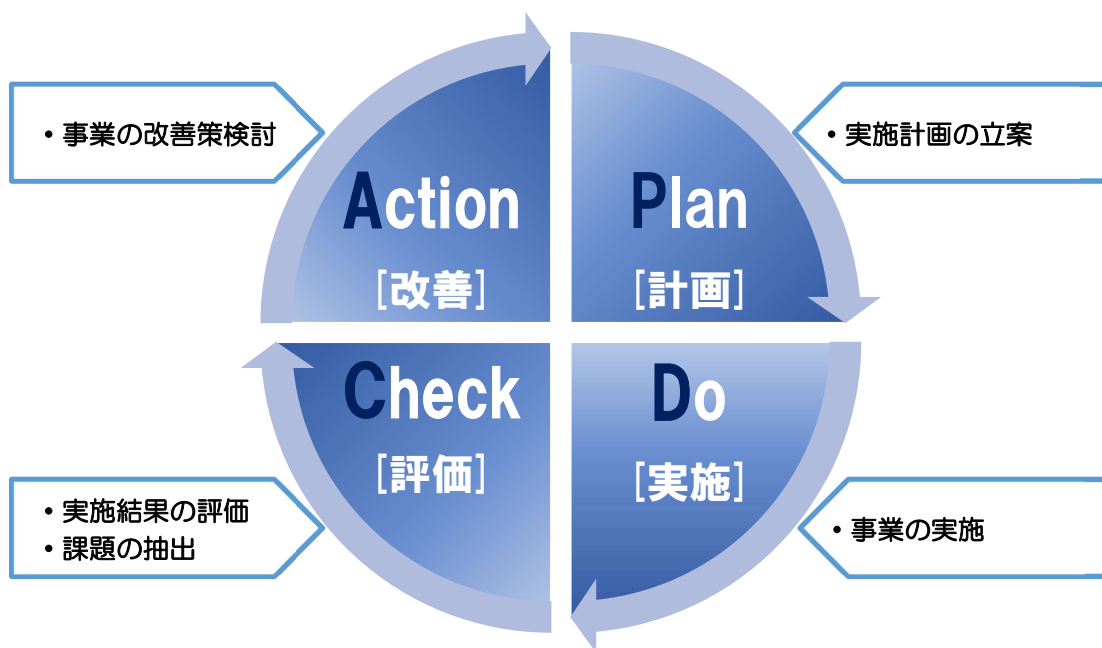 ・事業の改善策検討
・実施計画の立案
Action
[改善]
Plan
[計画]
Check
[評価]
Do
[実施]
・実施結果の評価
・課題の抽出
・事業の実施